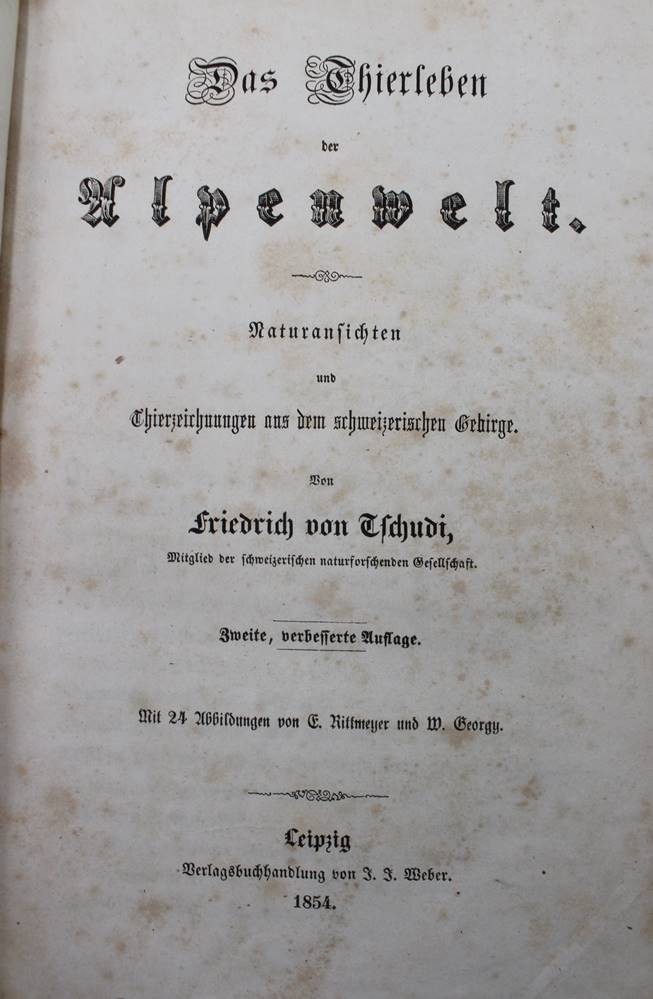 Das Thierleben
der
Alpenwelt.
Naturansichten
und
Thierzeichnungen aus dem schweizerischen Gebirge.
Von
Friedrich von Tschudi,
Mitglied der schweizerischen naturforschenden Gesellschaft.
Zweite, verbesserte Auflage.
Mit 24 Abbildungen von E. Rittmeyer und W. Georgy.
Leipzig
Verlagsbuchhandlung von J. J. Weber.
1854.